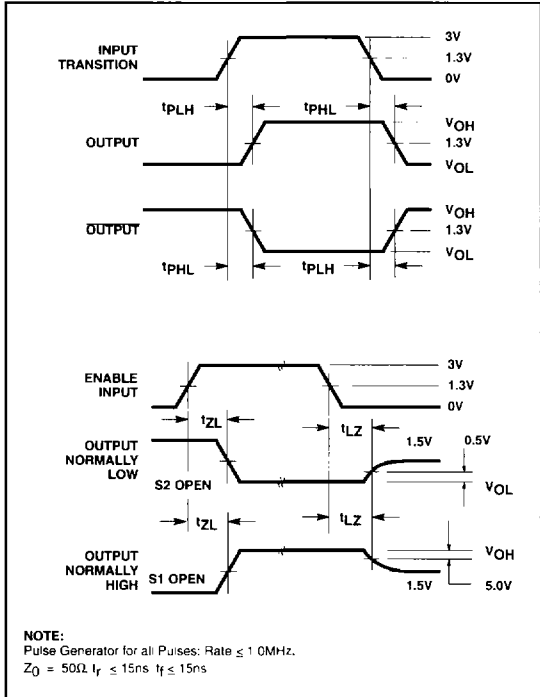 INPUT
TRANSITION
3V
1.3V
0V
tPLH
tPHL
OUTPUT
VOH
1.3V
VOL
OUTPUT
VOH
1.3V
VOL
tPHL
tPLH
ENABLE
INPUT
3V
1.3V
0V
tZL
tLZ
OUTPUT
NORMALLY
LOW
S2 OPEN
1.5V
0.5V
VOL
tZL
tLZ
OUTPUT
NORMALLY
HIGH
S1 OPEN
VOH
1.5V
5.0V
NOTE:
Pulse Generator for all Pulses: Rate ≤ 1.0MHz.
Z0 = 50Ω tr ≤ 15ns tf ≤ 15ns